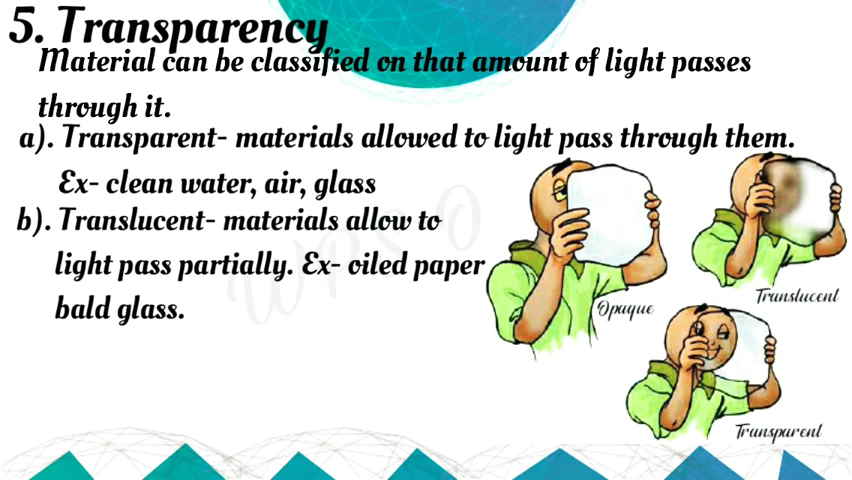 5. Transparency
Material can be classified on that amount of light passes
through it.
a). Transparent- materials allowed to light pass through them.
Ex- clean water, air, glass
b). Translucent- materials allow to
light pass partially. Ex- oiled paper
bald glass.
Opaque
Translucent
Transparent
WPSO